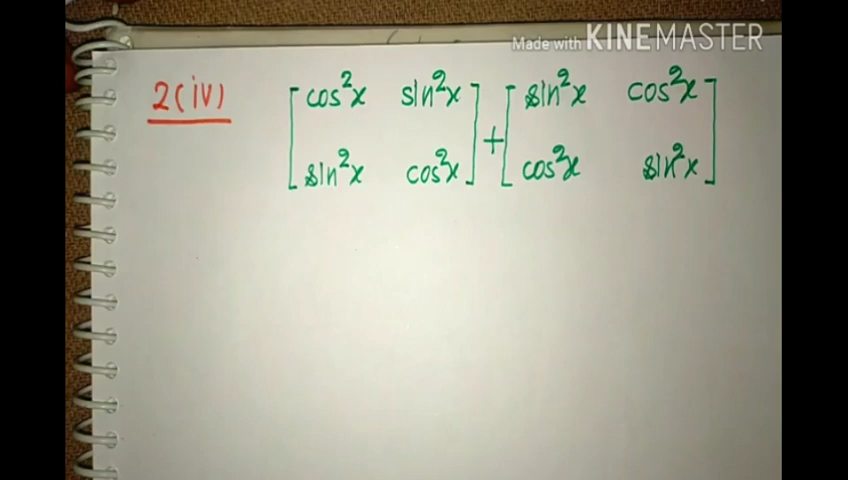 Made with KINEMASTER
2(iv) [cos²x sin²x] + [sin²x cos²x]
[sin²x cos²x] [cos²x sin²x]